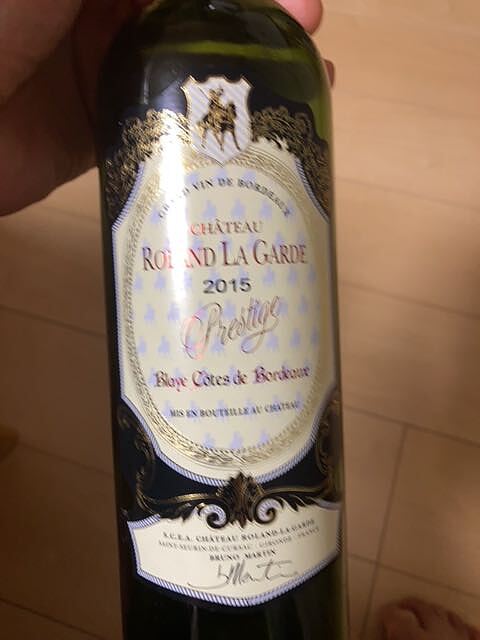 GRAND VIN DE BORDEAUX
CHÂTEAU
ROLAND LA GARDE
2015
Prestige
Blaye Côtes de Bordeaux
MIS EN BOUTEILLE AU CHÂTEAU
S.C.E.A. CHÂTEAU ROLAND-LA-GARDE
SAINT-SEURIN-DE-CURSAC - GIRONDE - FRANCE
BRUNO MARTIN
BMartin